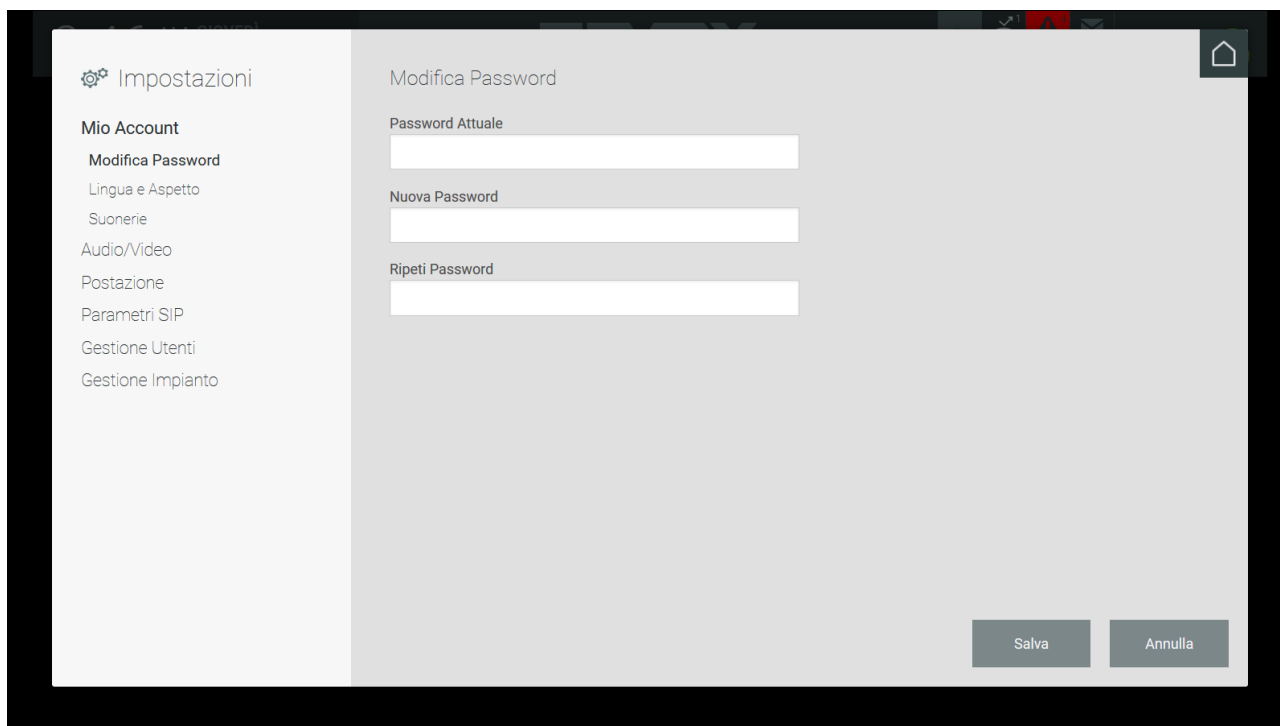 Impostazioni
Mio Account
Modifica Password
Lingua e Aspetto
Suonerie
Audio/Video
Postazione
Parametri SIP
Gestione Utenti
Gestione Impianto
Modifica Password
Password Attuale
Nuova Password
Ripeti Password
Salva
Annulla